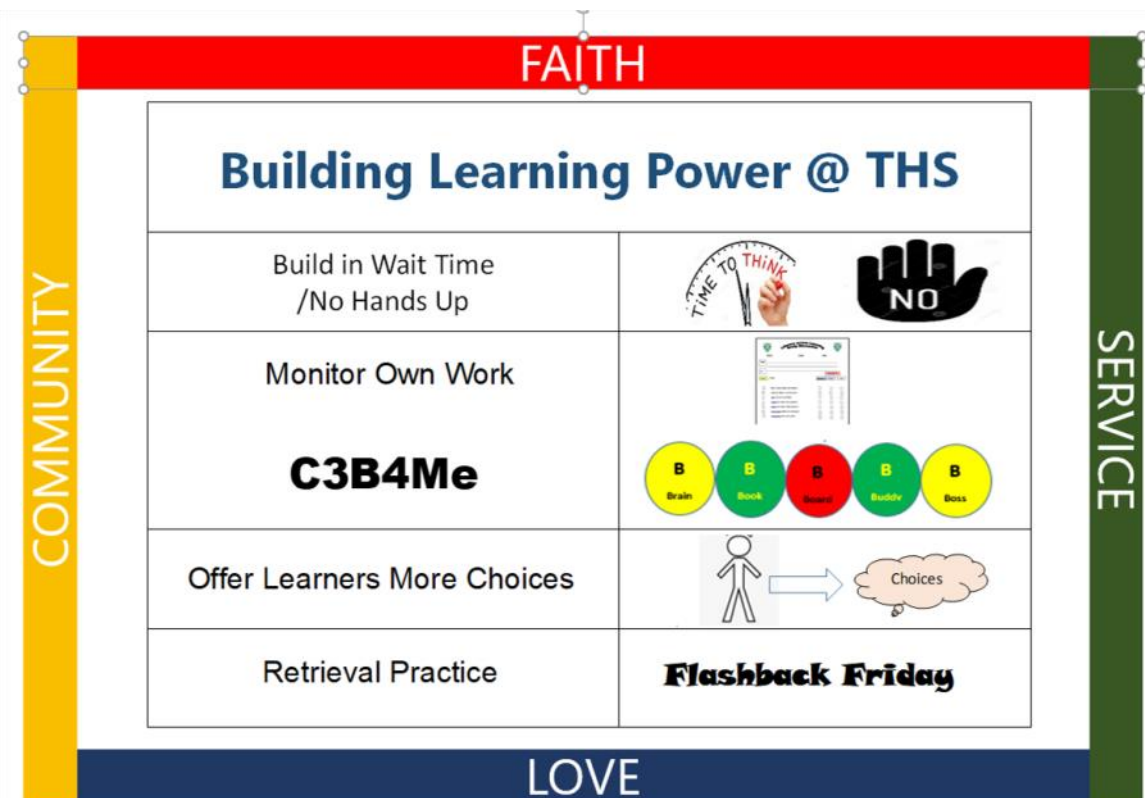 FAITH
COMMUNITY
SERVICE
Building Learning Power @ THS
Build in Wait Time
/No Hands Up
TiME TO THiNK
NO
Monitor Own Work
C3B4Me
B B B B B
Brain Book Board Buddy Boss
Offer Learners More Choices
Choices
Retrieval Practice
Flashback Friday
LOVE